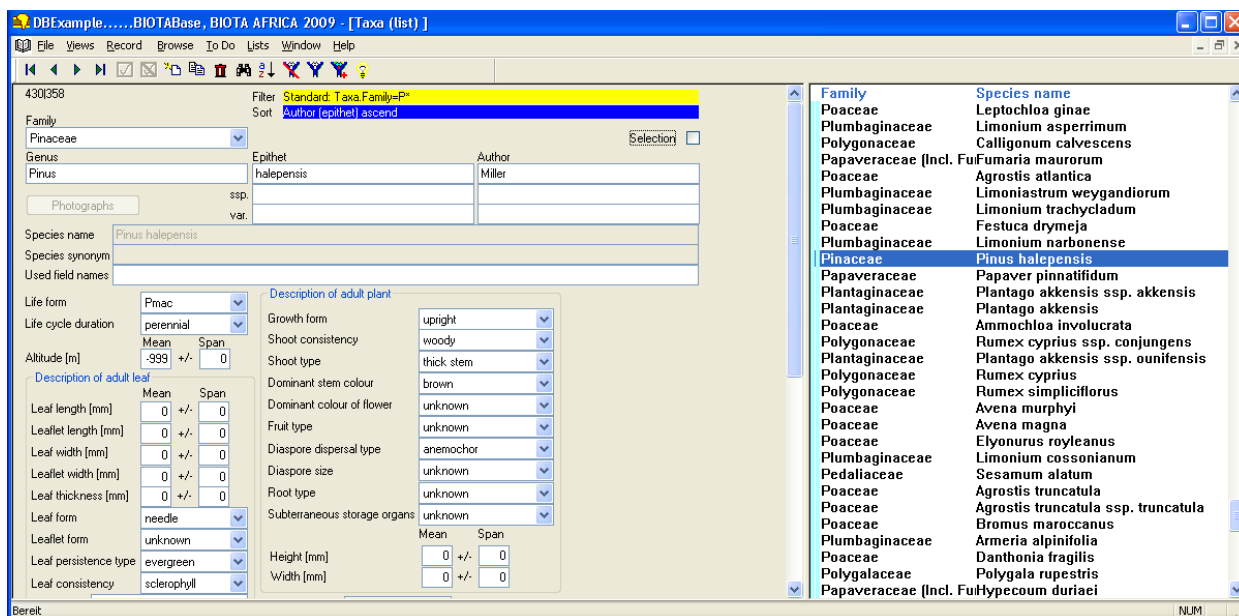 DBExample......BIOTABase, BIOTA AFRICA 2009 - [Taxa (list) ]
File Views Record Browse To Do Lists Window Help
430|358
Filter Standard: Taxa.Family=P*
Sort Author (epithet) ascend
Family
Pinaceae
Selection
Genus Epithet Author
Pinus halepensis Miller
Photographs
ssp.
var.
Species name Pinus halepensis
Species synonym
Used field names
Life form Pmac
Life cycle duration perennial
Mean Span
Altitude [m] -999 +/- 0
Description of adult leaf
Mean Span
Leaf length [mm] 0 +/- 0
Leaflet length [mm] 0 +/- 0
Leaf width [mm] 0 +/- 0
Leaflet width [mm] 0 +/- 0
Leaf thickness [mm] 0 +/- 0
Leaf form needle
Leaflet form unknown
Leaf persistence type evergreen
Leaf consistency sclerophyll
Description of adult plant
Growth form upright
Shoot consistency woody
Shoot type thick stem
Dominant stem colour brown
Dominant colour of flower unknown
Fruit type unknown
Diaspore dispersal type anemochor
Diaspore size unknown
Root type unknown
Subterraneous storage organs unknown
Mean Span
Height [mm] 0 +/- 0
Width [mm] 0 +/- 0
Family Species name
Poaceae Leptochloa ginae
Plumbaginaceae Limonium asperrimum
Polygonaceae Calligonum calvescens
Papaveraceae (Incl. Fu Fumaria maurorum
Poaceae Agrostis atlantica
Plumbaginaceae Limoniastrum weygandiorum
Plumbaginaceae Limonium trachycladum
Poaceae Festuca drymeja
Plumbaginaceae Limonium narbonense
Pinaceae Pinus halepensis
Papaveraceae Papaver pinnatifidum
Plantaginaceae Plantago akkensis ssp. akkensis
Plantaginaceae Plantago akkensis
Poaceae Ammochloa involucrata
Polygonaceae Rumex cyprius ssp. conjungens
Plantaginaceae Plantago akkensis ssp. ounifensis
Polygonaceae Rumex cyprius
Polygonaceae Rumex simpliciflorus
Poaceae Avena murphyi
Poaceae Avena magna
Poaceae Elyonurus royleanus
Plumbaginaceae Limonium cossonianum
Pedaliaceae Sesamum alatum
Poaceae Agrostis truncatula
Poaceae Agrostis truncatula ssp. truncatula
Poaceae Bromus maroccanus
Plumbaginaceae Armeria alpinifolia
Poaceae Danthonia fragilis
Polygalaceae Polygala rupestris
Papaveraceae (Incl. Fu Hypecoum duriaei
Bereit NUM